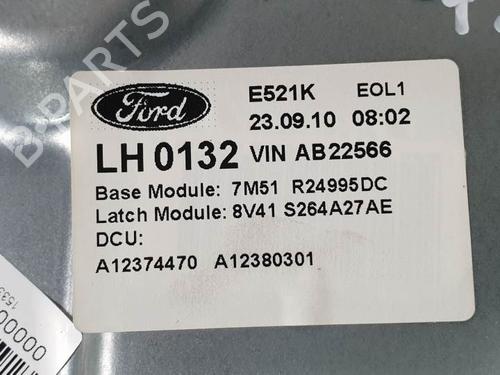 B-PARTS
Ford
E521K EOL1
23.09.10 08:02
LH 0132 VIN AB22566
Base Module: 7M51 R24995DC
Latch Module: 8V41 S264A27AE
DCU:
A12374470 A12380301